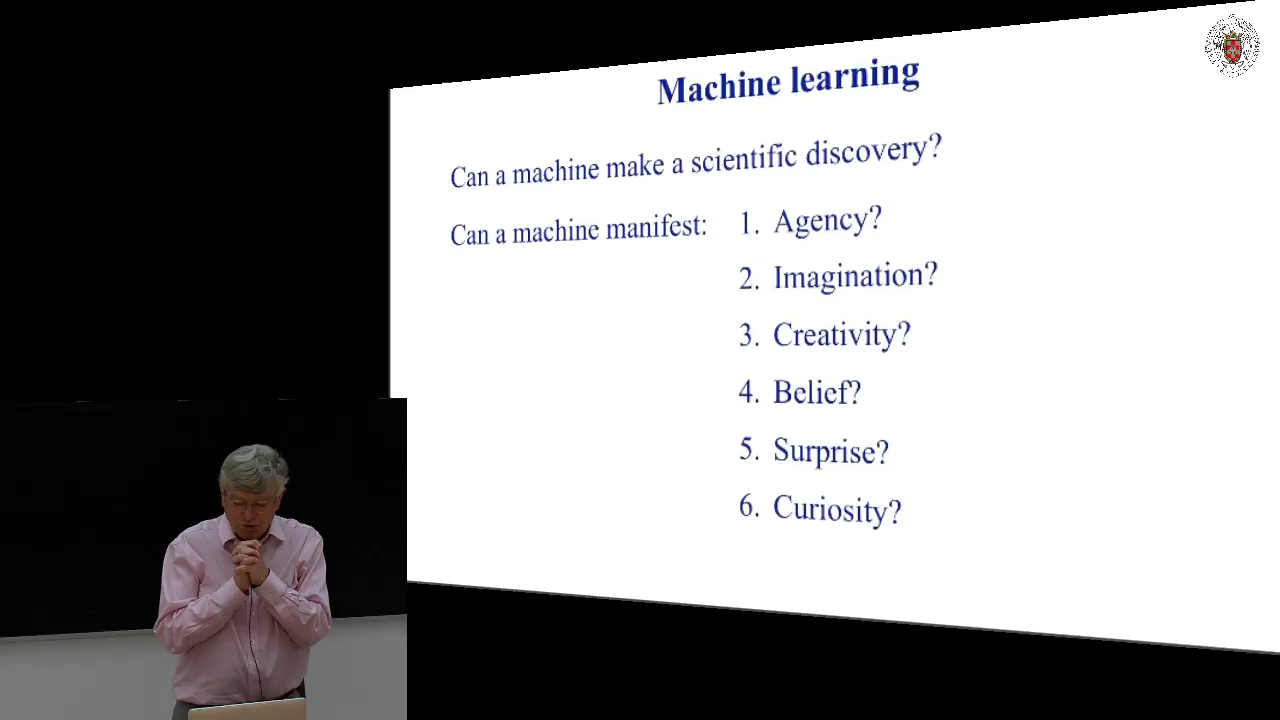 Machine learning
Can a machine make a scientific discovery?
Can a machine manifest: 1. Agency?
2. Imagination?
3. Creativity?
4. Belief?
5. Surprise?
6. Curiosity?